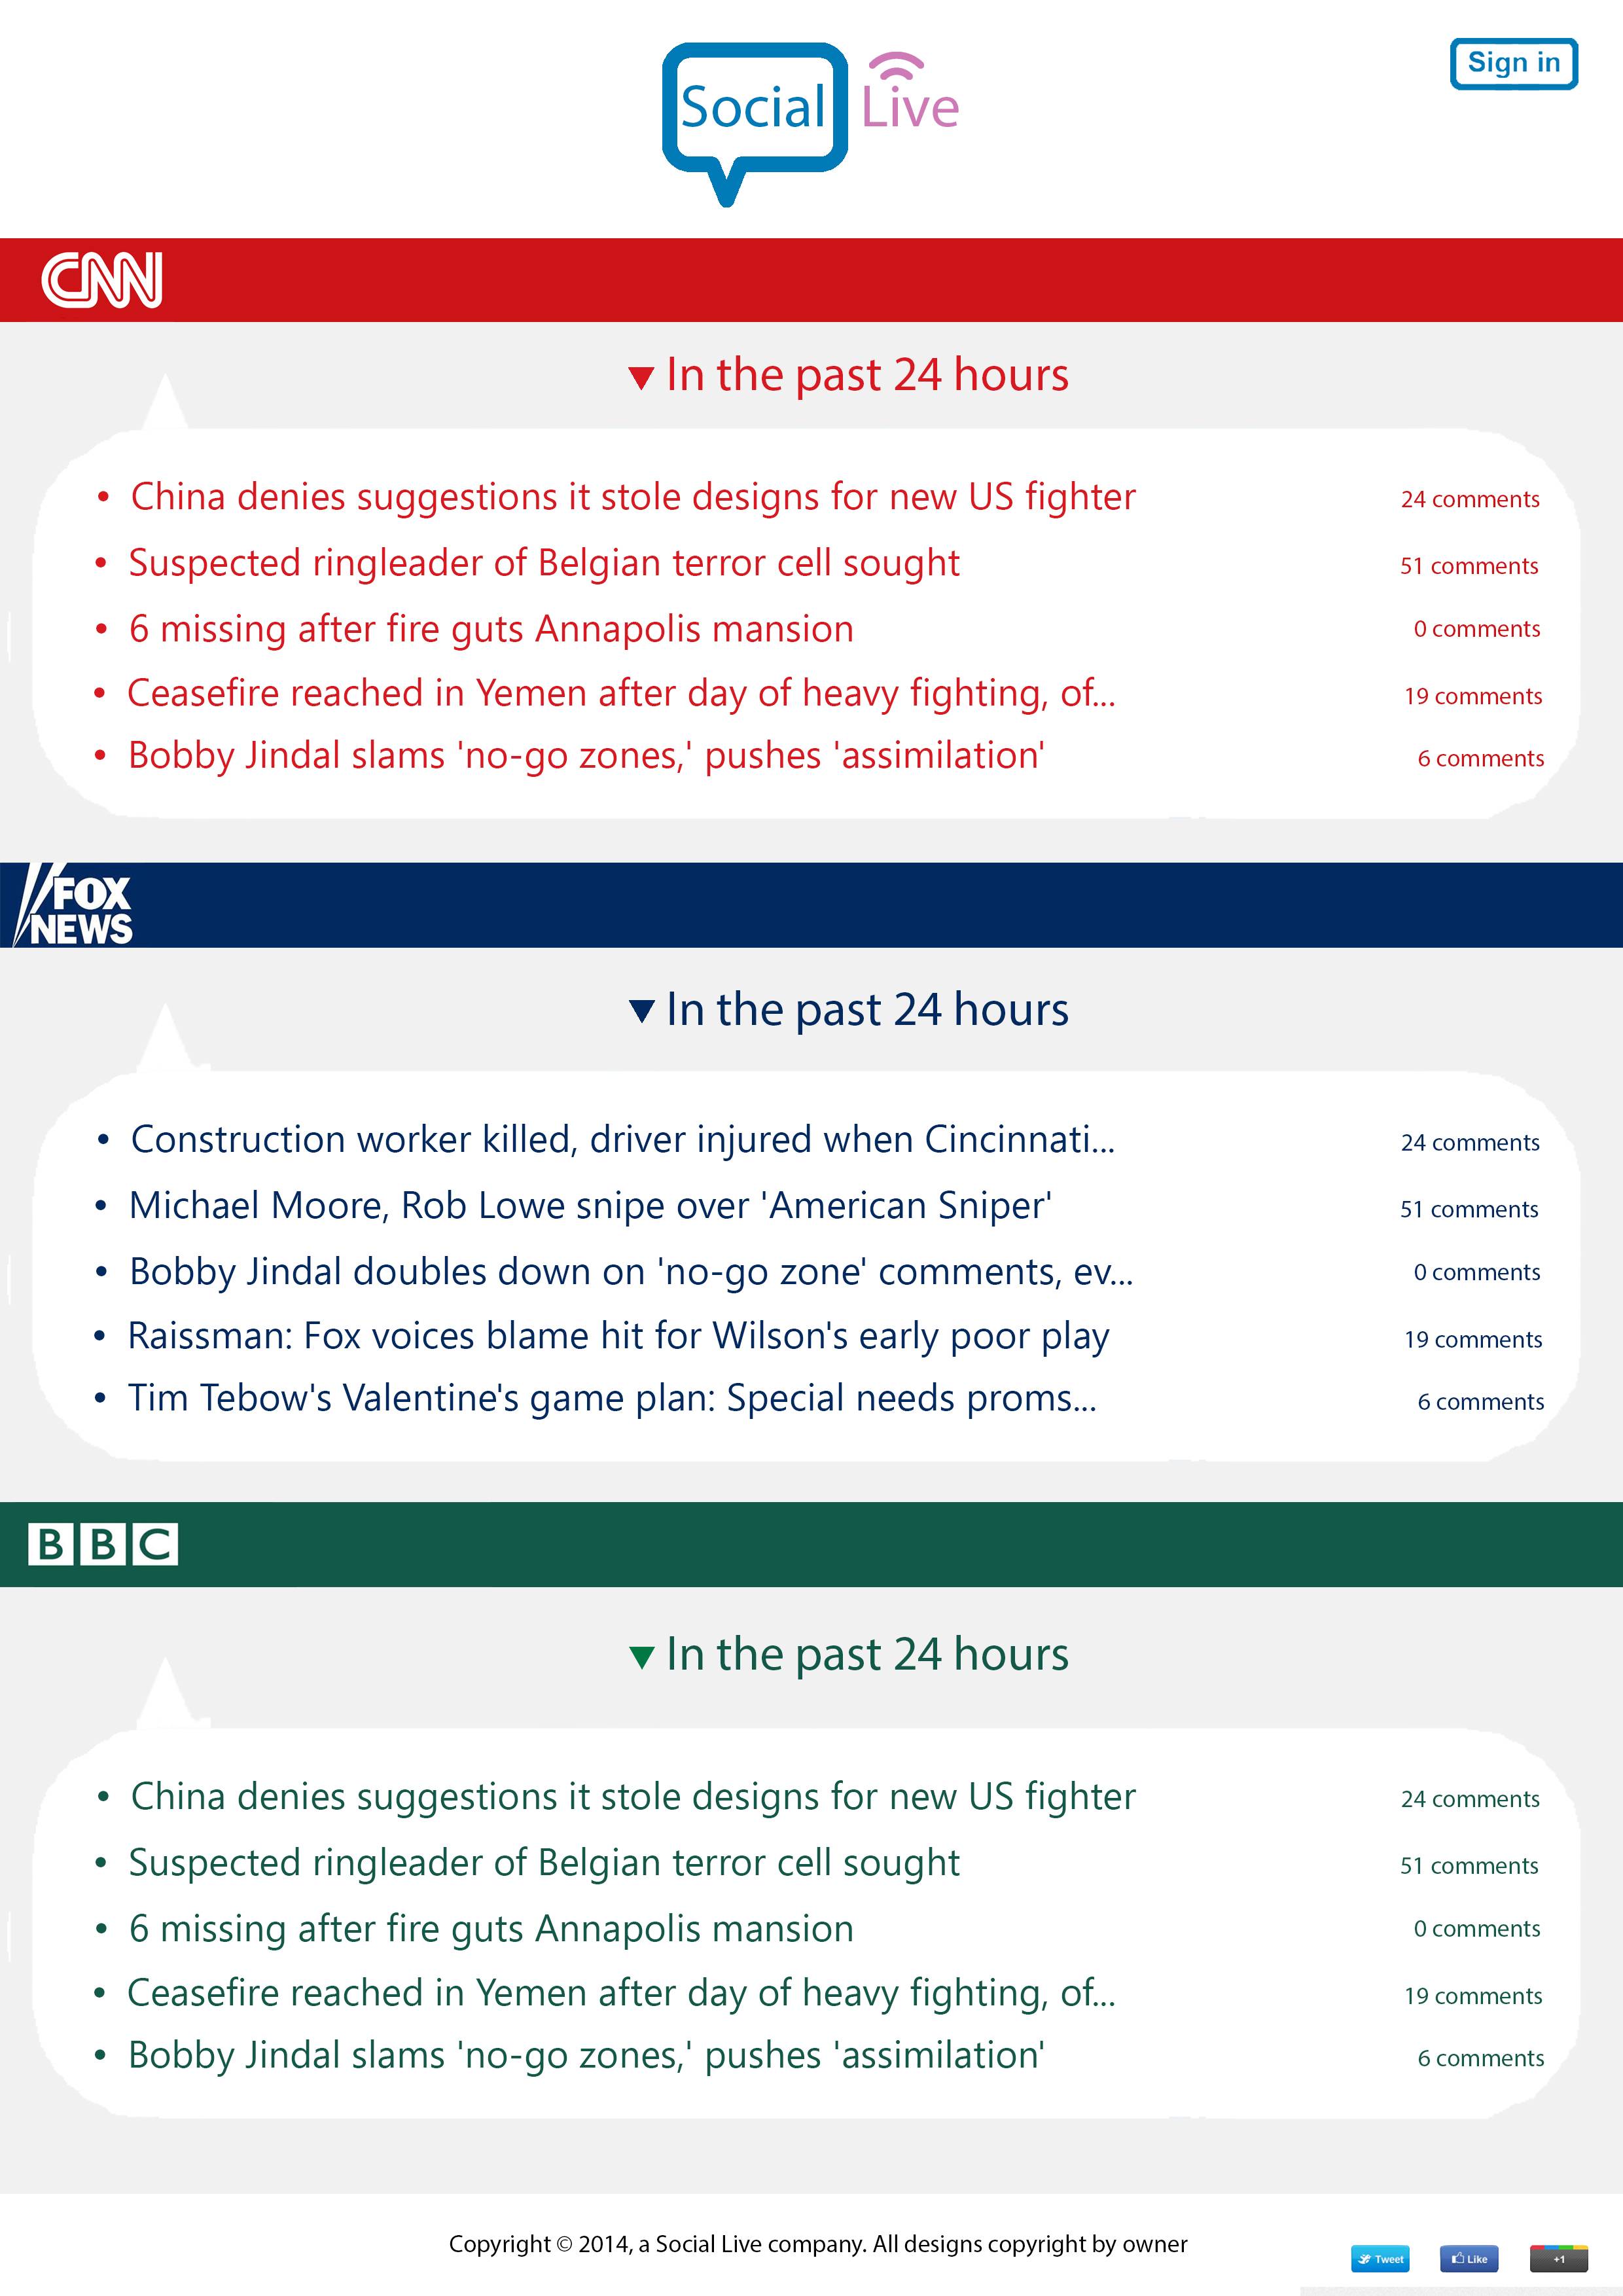 Social Live
Sign in
CNN
▼ In the past 24 hours
• China denies suggestions it stole designs for new US fighter 24 comments
• Suspected ringleader of Belgian terror cell sought 51 comments
• 6 missing after fire guts Annapolis mansion 0 comments
• Ceasefire reached in Yemen after day of heavy fighting, of... 19 comments
• Bobby Jindal slams 'no-go zones,' pushes 'assimilation' 6 comments
FOX
NEWS
▼ In the past 24 hours
• Construction worker killed, driver injured when Cincinnati... 24 comments
• Michael Moore, Rob Lowe snipe over 'American Sniper' 51 comments
• Bobby Jindal doubles down on 'no-go zone' comments, ev... 0 comments
• Raissman: Fox voices blame hit for Wilson's early poor play 19 comments
• Tim Tebow's Valentine's game plan: Special needs proms... 6 comments
BBC
▼ In the past 24 hours
• China denies suggestions it stole designs for new US fighter 24 comments
• Suspected ringleader of Belgian terror cell sought 51 comments
• 6 missing after fire guts Annapolis mansion 0 comments
• Ceasefire reached in Yemen after day of heavy fighting, of... 19 comments
• Bobby Jindal slams 'no-go zones,' pushes 'assimilation' 6 comments
Copyright © 2014, a Social Live company. All designs copyright by owner
Tweet Like +1